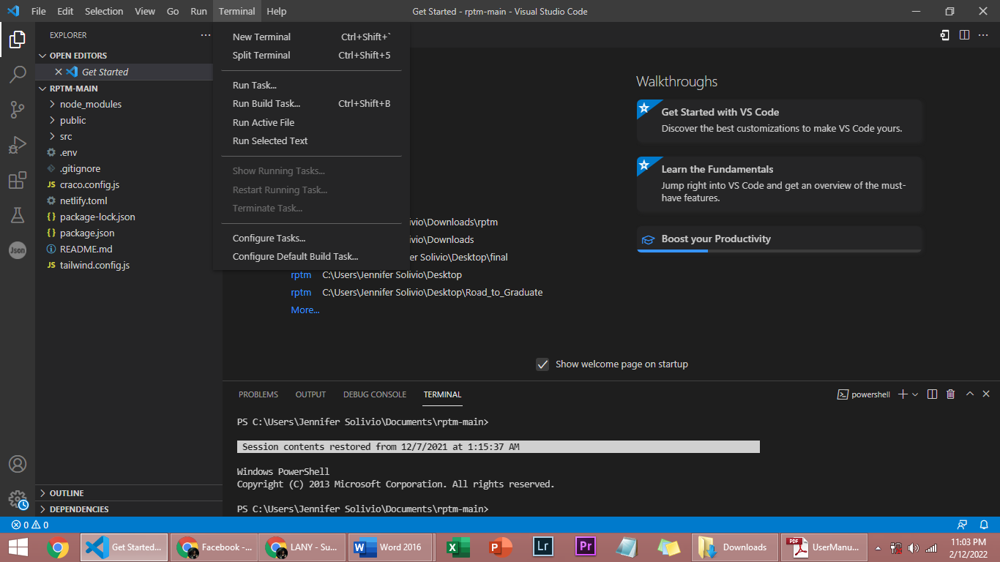 File Edit Selection View Go Run Terminal Help
Get Started - rptm-main - Visual Studio Code
EXPLORER
OPEN EDITORS
Get Started
RPTM-MAIN
node_modules
public
src
.env
.gitignore
JS craco.config.js
netlify.toml
{} package-lock.json
{} package.json
README.md
JS tailwind.config.js
OUTLINE
DEPENDENCIES
Json
New Terminal Ctrl+Shift+`
Split Terminal Ctrl+Shift+5
Run Task...
Run Build Task... Ctrl+Shift+B
Run Active File
Run Selected Text
Show Running Tasks...
Restart Running Task...
Terminate Task...
Configure Tasks...
Configure Default Build Task...
ivio\Downloads\rptm
ivio\Downloads
er Solivio\Desktop\final
rptm C:\Users\Jennifer Solivio\Desktop
rptm C:\Users\Jennifer Solivio\Desktop\Road_to_Graduate
More...
Walkthroughs
Get Started with VS Code
Discover the best customizations to make VS Code yours.
Learn the Fundamentals
Jump right into VS Code and get an overview of the must-
have features.
Boost your Productivity
Show welcome page on startup
PROBLEMS OUTPUT DEBUG CONSOLE TERMINAL
powershell
PS C:\Users\Jennifer Solivio\Documents\rptm-main>
Session contents restored from 12/7/2021 at 1:15:37 AM
Windows PowerShell
Copyright (C) 2013 Microsoft Corporation. All rights reserved.
PS C:\Users\Jennifer Solivio\Documents\rptm-main>
0 0
Get Started...
Facebook -...
LANY - Su...
Word 2016
Lr
Pr
Downloads
PDF
UserManu...
11:03 PM
2/12/2022